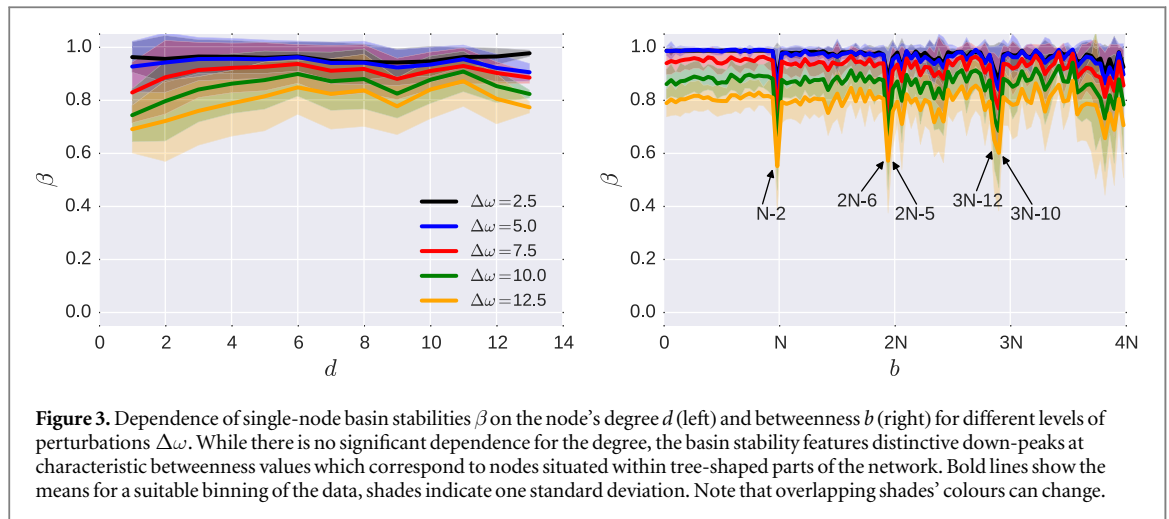 1.0
0.8
0.6
0.4
0.2
0.0
β
0 2 4 6 8 10 12 14
d
Δω=2.5
Δω=5.0
Δω=7.5
Δω=10.0
Δω=12.5
1.0
0.8
0.6
0.4
0.2
0.0
β
N-2
2N-6
2N-5
3N-12
3N-10
0 N 2N 3N 4N
b
Figure 3. Dependence of single-node basin stabilities β on the node's degree d (left) and betweenness b (right) for different levels of
perturbations Δω. While there is no significant dependence for the degree, the basin stability features distinctive down-peaks at
characteristic betweenness values which correspond to nodes situated within tree-shaped parts of the network. Bold lines show the
means for a suitable binning of the data, shades indicate one standard deviation. Note that overlapping shades' colours can change.